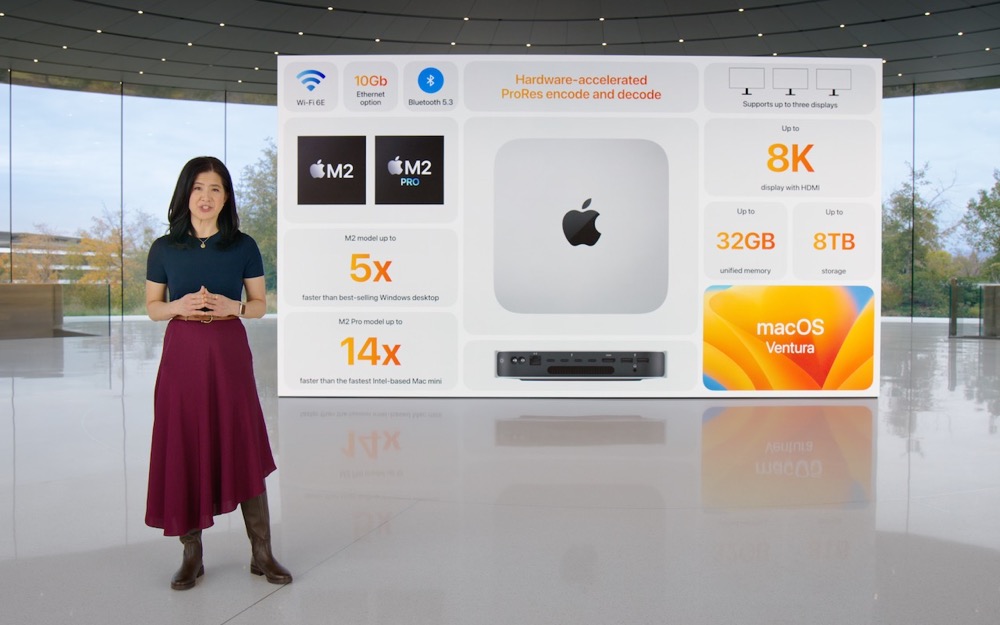 Wi-Fi 6E
10Gb
Ethernet
option
Bluetooth 5.3
Hardware-accelerated
ProRes encode and decode
Supports up to three displays
M2
M2
PRO
Up to
8K
display with HDMI
M2 model up to
5x
faster than best-selling Windows desktop
Up to
32GB
unified memory
Up to
8TB
storage
M2 Pro model up to
14x
faster than the fastest Intel-based Mac mini
macOS
Ventura